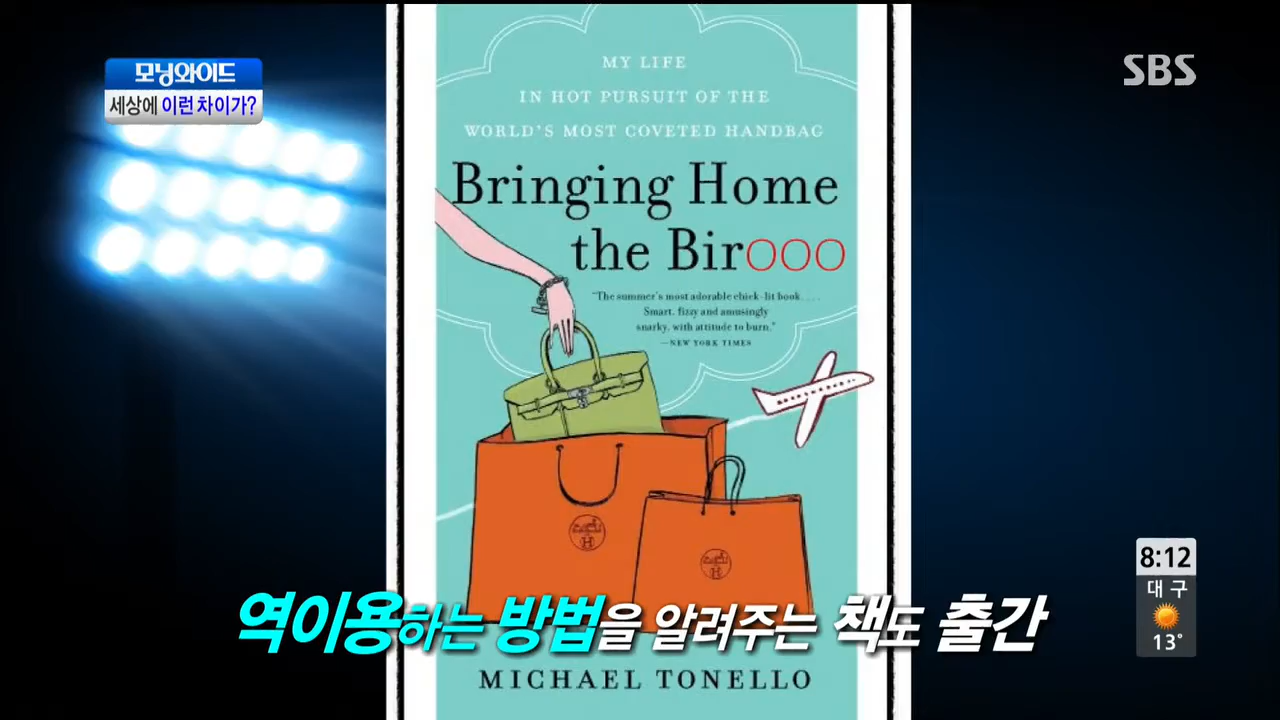 모닝와이드
세상에 이런 차이가?
SBS
MY LIFE
IN HOT PURSUIT OF THE
WORLD'S MOST COVETED HANDBAG
Bringing Home
the Bir○○○
"The summer's most adorable chick-lit book. . . .
Smart, fizzy and amusingly
snarky, with attitude to burn."
—NEW YORK TIMES
H
H
8:12
대구
13°
역이용하는 방법을 알려주는 책도 출간
MICHAEL TONELLO